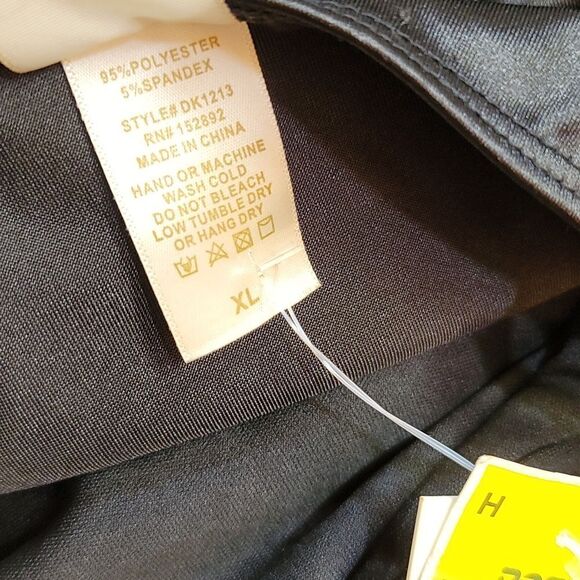 95%POLYESTER
5%SPANDEX
STYLE# DK1213
RN# 152892
MADE IN CHINA
HAND OR MACHINE
WASH COLD
DO NOT BLEACH
LOW TUMBLE DRY
OR HANG DRY
XL
H